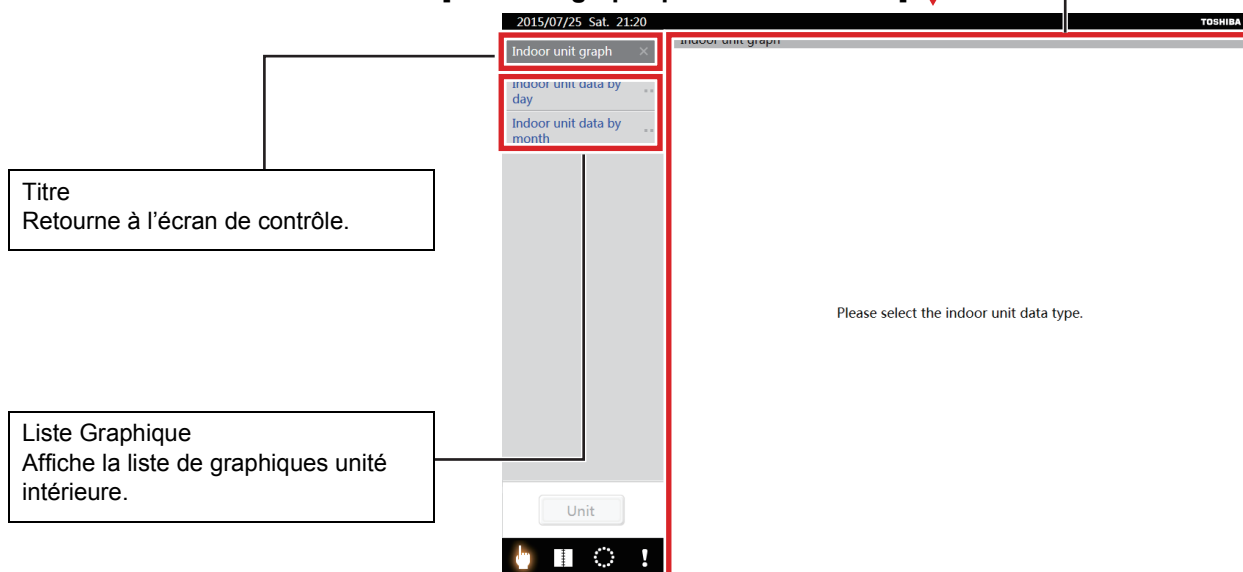 2015/07/25 Sat. 21:20
TOSHIBA
Indoor unit graph
Indoor unit graph
Indoor unit data by
day
Indoor unit data by
month
Titre
Retourne à l'écran de contrôle.
Please select the indoor unit data type.
Liste Graphique
Affiche la liste de graphiques unité
intérieure.
Unit